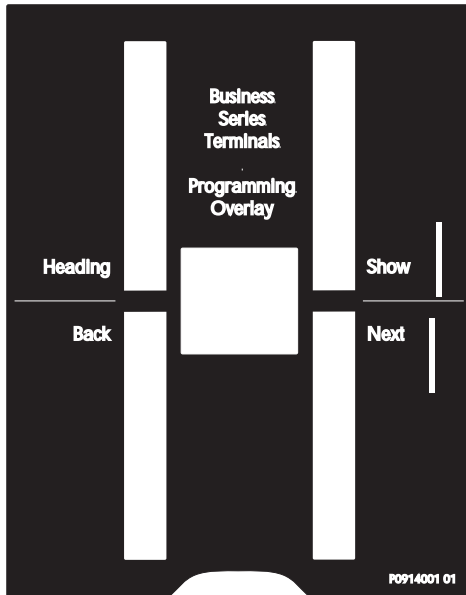 Business
Series
Terminals
Programming
Overlay
Heading
Show
Back
Next
P0914001 01